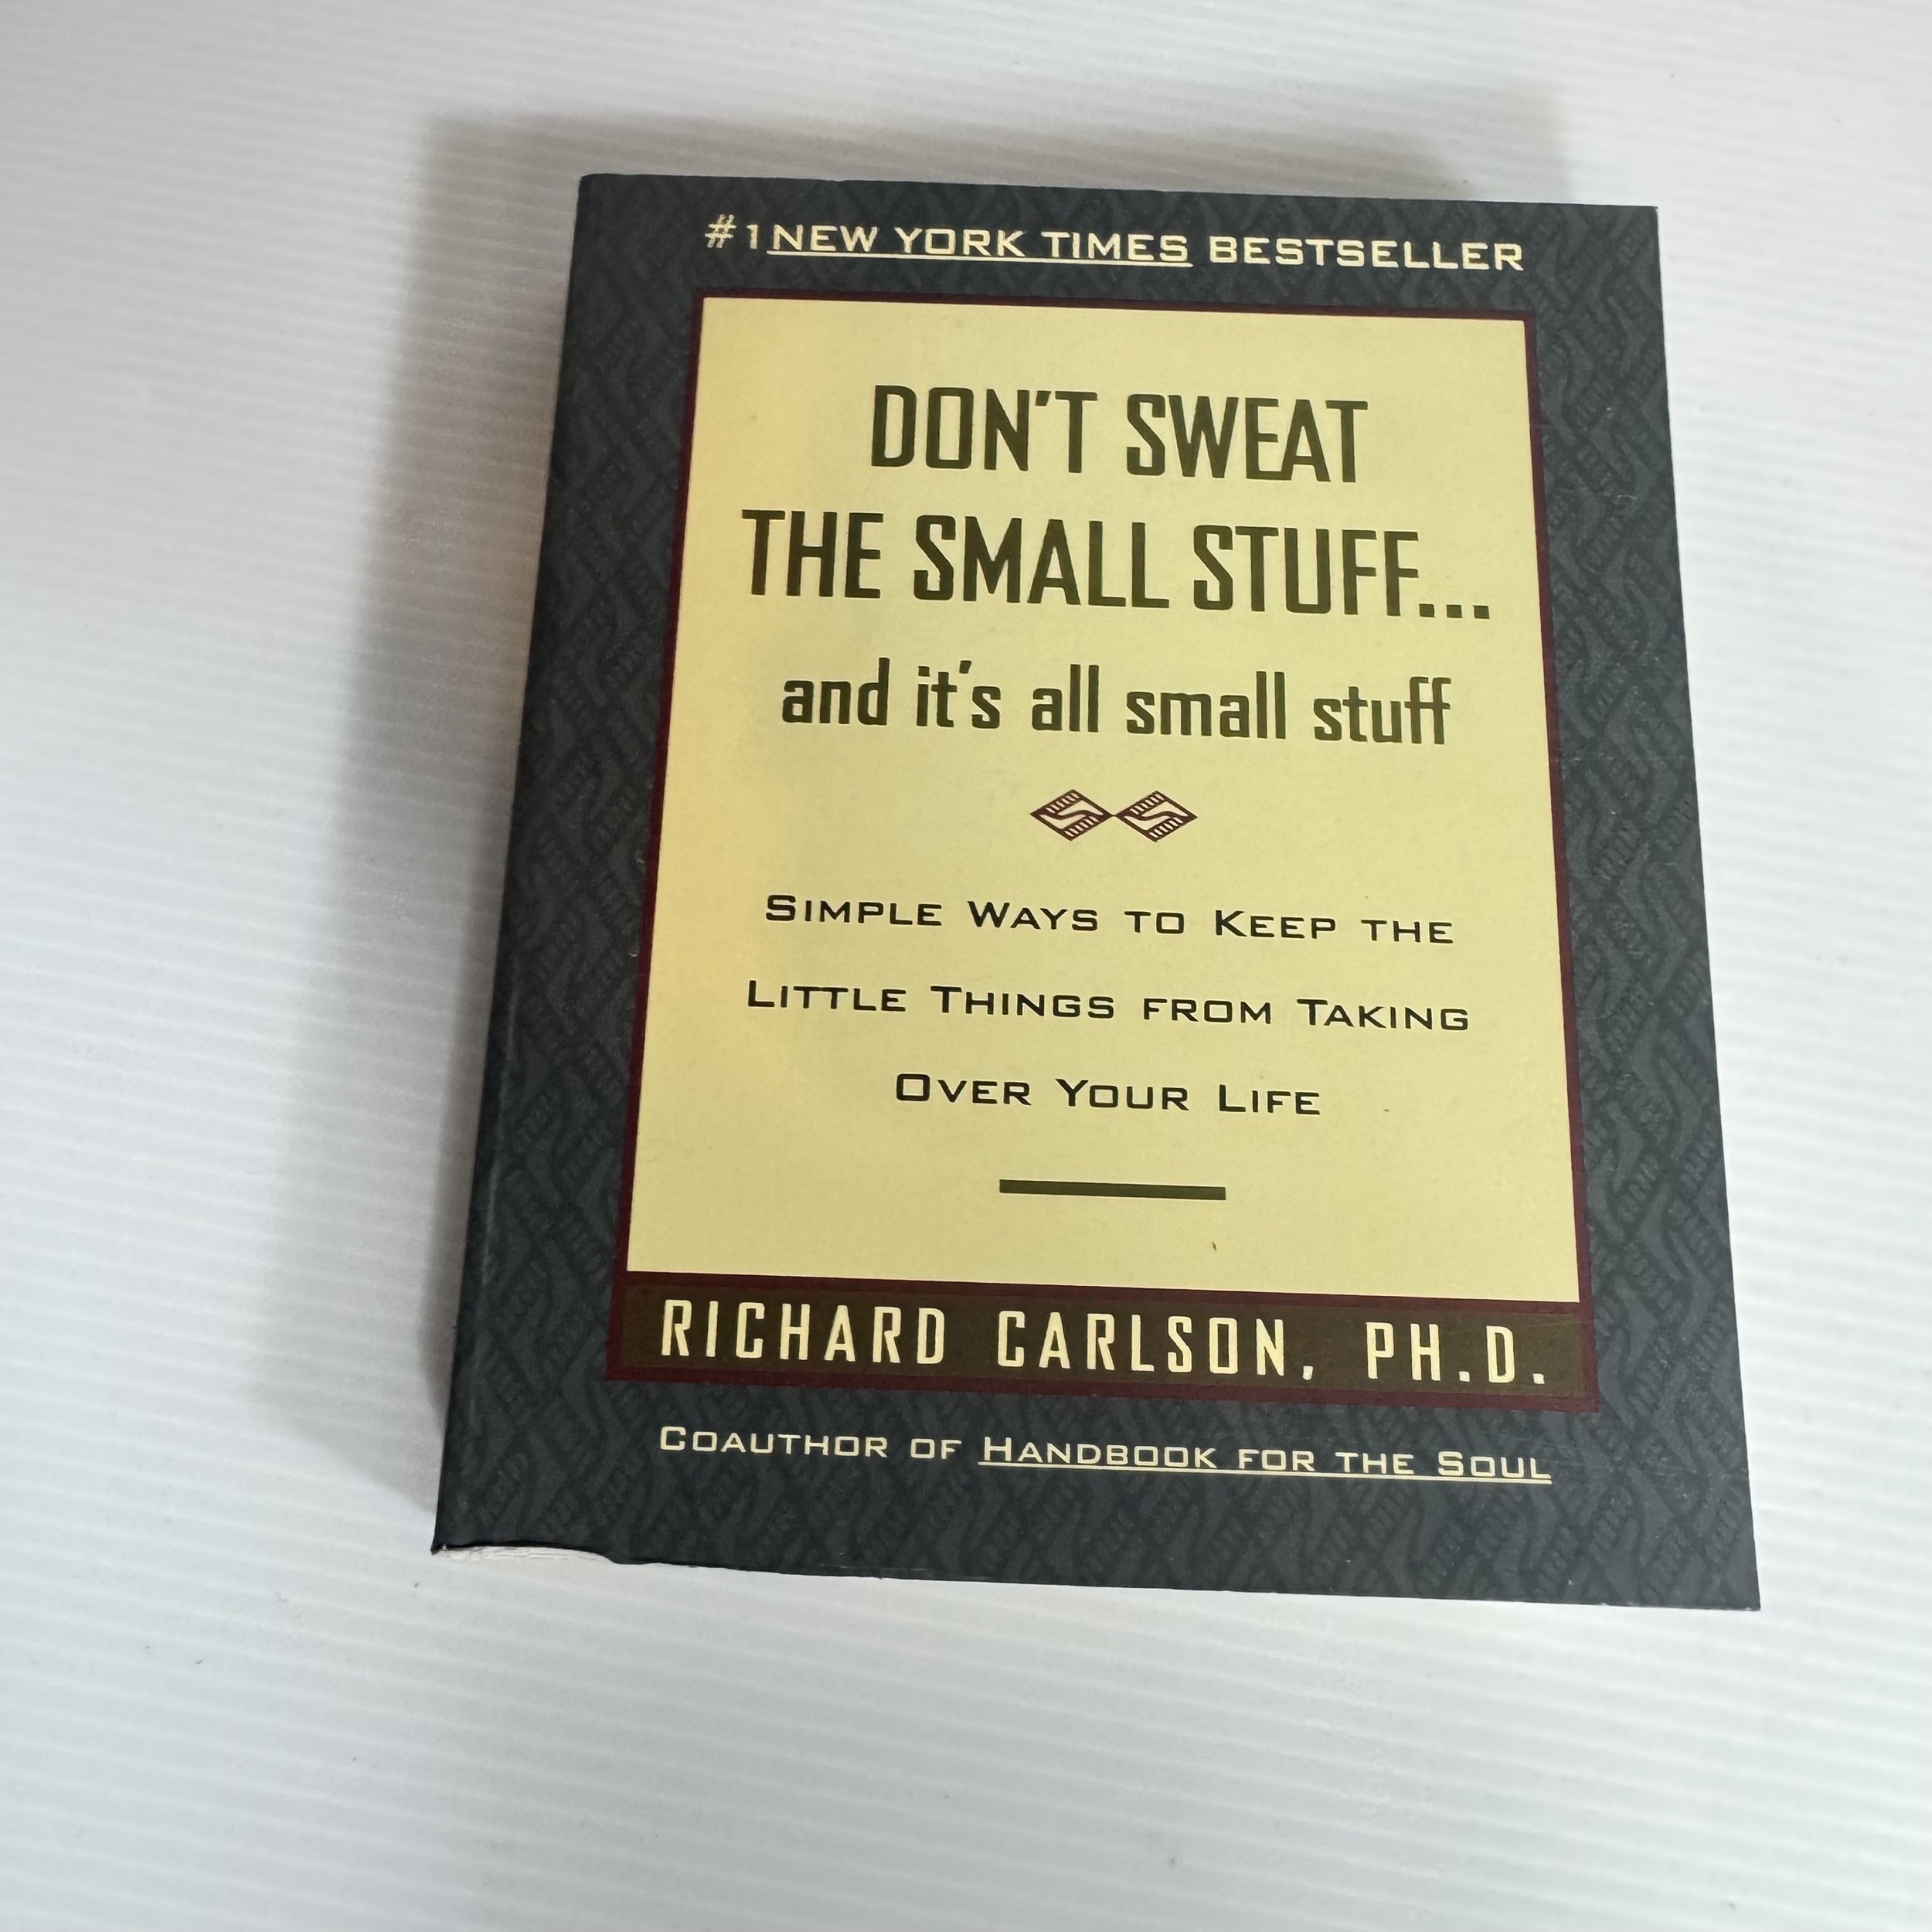 #1 NEW YORK TIMES BESTSELLER
DON'T SWEAT
THE SMALL STUFF...
and it's all small stuff
SIMPLE WAYS TO KEEP THE
LITTLE THINGS FROM TAKING
OVER YOUR LIFE
RICHARD CARLSON, PH.D.
COAUTHOR OF HANDBOOK FOR THE SOUL